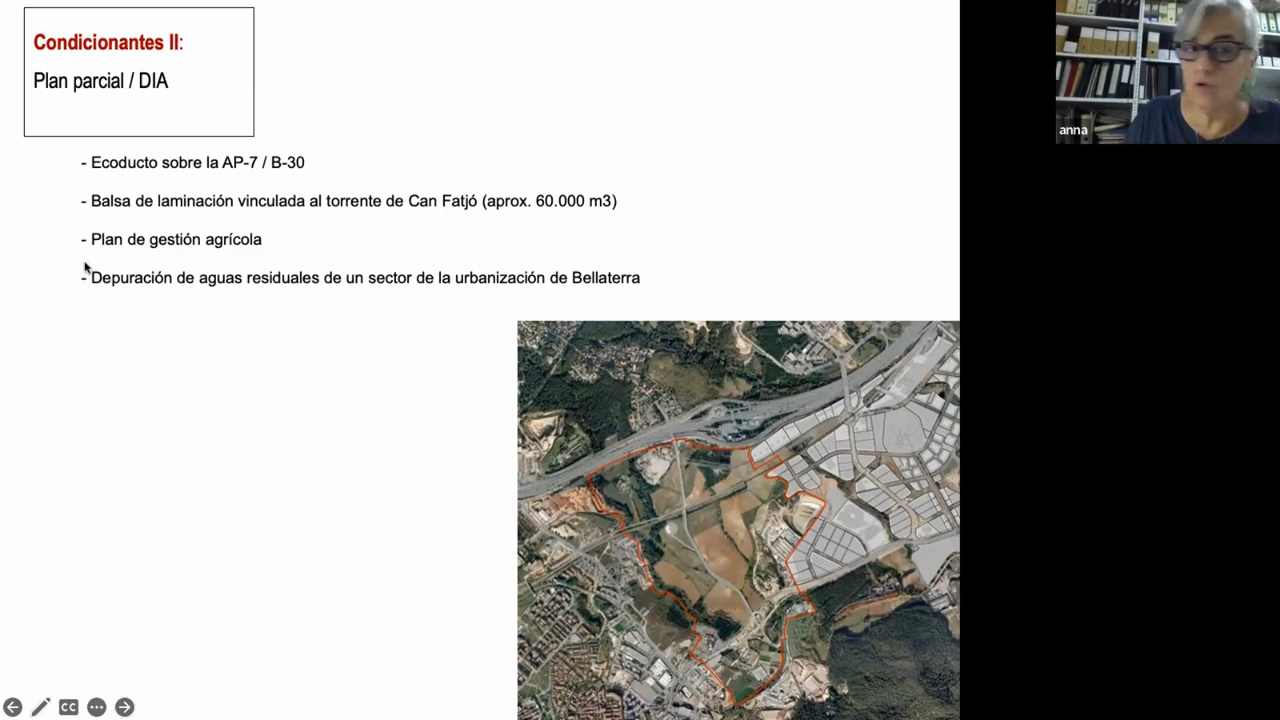 Condicionantes II:
Plan parcial / DIA
- Ecoducto sobre la AP-7 / B-30
- Balsa de laminación vinculada al torrente de Can Fatjó (aprox. 60.000 m3)
- Plan de gestión agrícola
- Depuración de aguas residuales de un sector de la urbanización de Bellaterra
anna
CC